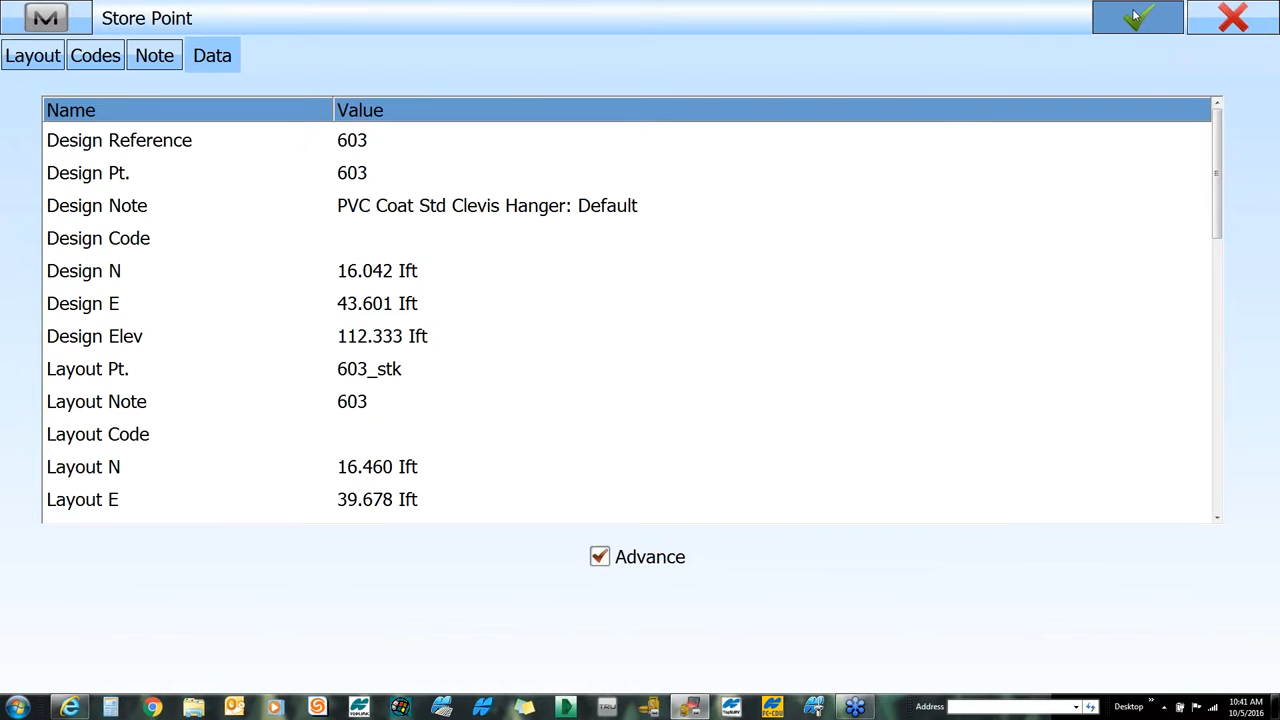 Store Point
Layout Codes Note Data
Name Value
Design Reference 603
Design Pt. 603
Design Note PVC Coat Std Clevis Hanger: Default
Design Code
Design N 16.042 Ift
Design E 43.601 Ift
Design Elev 112.333 Ift
Layout Pt. 603_stk
Layout Note 603
Layout Code
Layout N 16.460 Ift
Layout E 39.678 Ift
Advance
Address Desktop 10:41 AM
10/5/2016